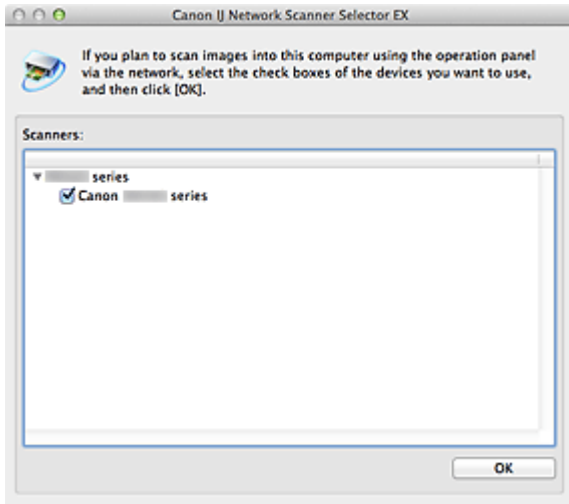 Canon IJ Network Scanner Selector EX
If you plan to scan images into this computer using the operation panel
via the network, select the check boxes of the devices you want to use,
and then click [OK].
Scanners:
series
Canon series
OK